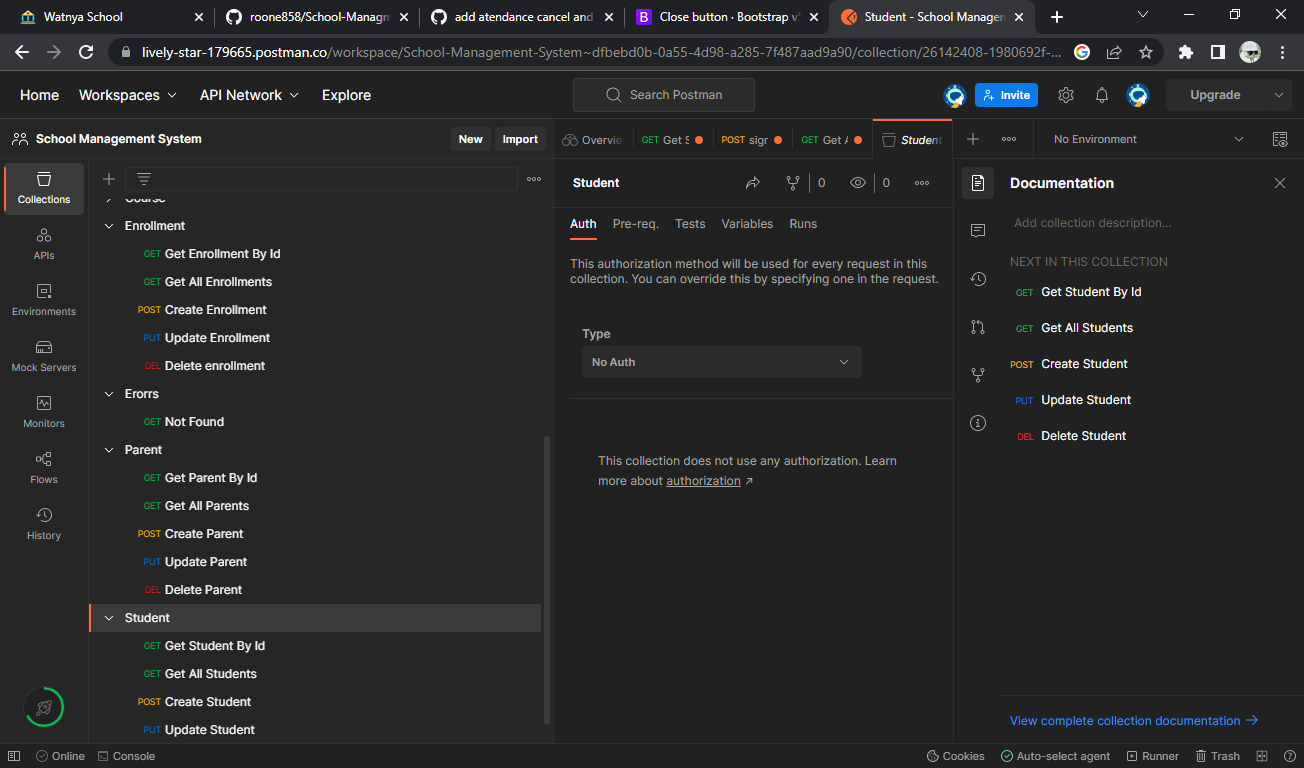 Watnya School
roone858/School-Managm
add atendance cancel and
Close button · Bootstrap v5
Student - School Managemen
lively-star-179665.postman.co/workspace/School-Management-System~dfbebd0b-0a55-4d98-a285-7f487aad9a90/collection/26142408-1980692f-...
Home
Workspaces
API Network
Explore
Search Postman
Invite
Upgrade
School Management System
New
Import
Overvie
GET Get S
POST sign
GET Get A
Student
No Environment
Collections
APIs
Environments
Mock Servers
Monitors
Flows
History
Course
Enrollment
GET Get Enrollment By Id
GET Get All Enrollments
POST Create Enrollment
PUT Update Enrollment
DEL Delete enrollment
Erorrs
GET Not Found
Parent
GET Get Parent By Id
GET Get All Parents
POST Create Parent
PUT Update Parent
DEL Delete Parent
Student
GET Get Student By Id
GET Get All Students
POST Create Student
PUT Update Student
Student
0
0
Auth
Pre-req.
Tests
Variables
Runs
This authorization method will be used for every request in this
collection. You can override this by specifying one in the request.
Type
No Auth
This collection does not use any authorization. Learn
more about authorization ↗
Documentation
Add collection description...
NEXT IN THIS COLLECTION
GET Get Student By Id
GET Get All Students
POST Create Student
PUT Update Student
DEL Delete Student
View complete collection documentation →
Online
Console
Cookies
Auto-select agent
Runner
Trash